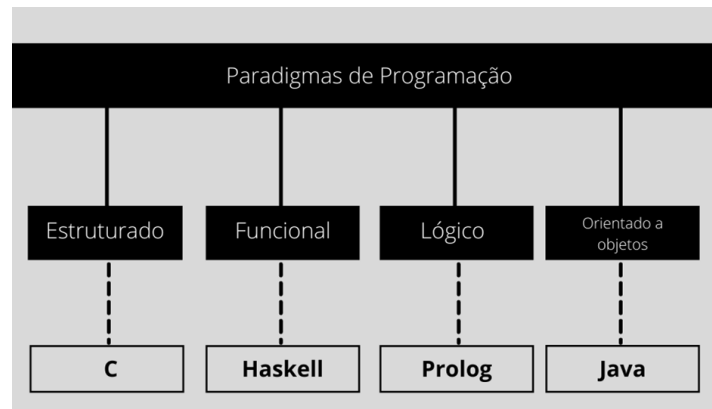 Paradigmas de Programação
Estruturado
Funcional
Lógico
Orientado a
objetos
C
Haskell
Prolog
Java